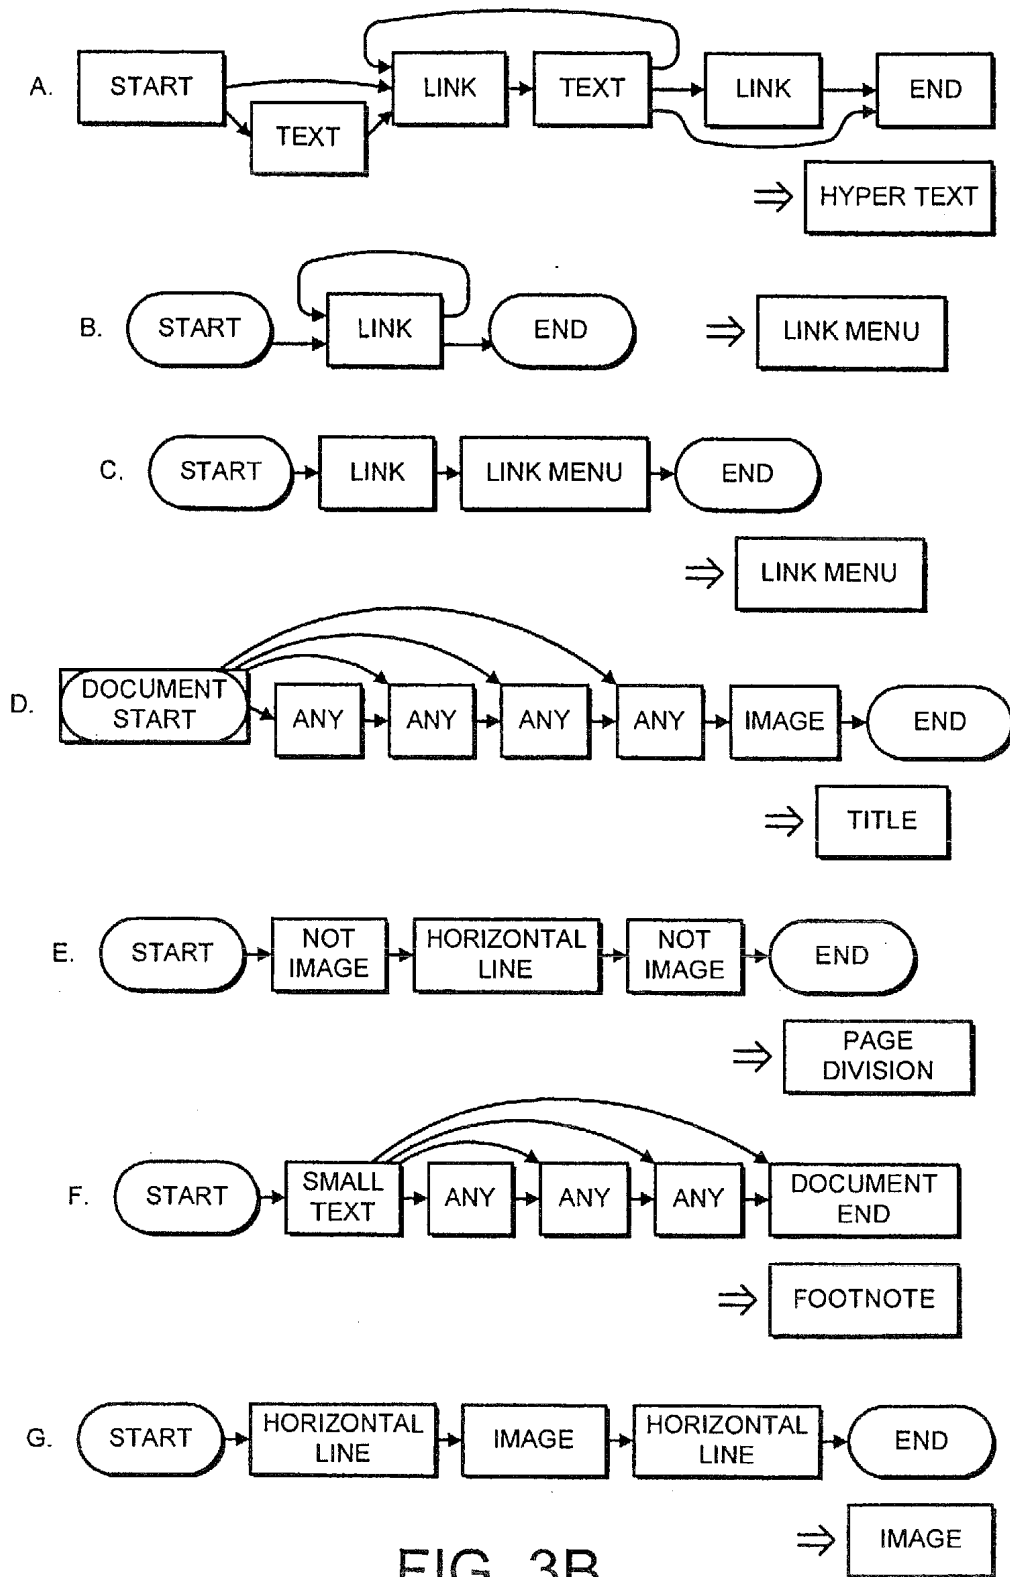 A. START TEXT LINK TEXT LINK END
HYPER TEXT
B. START LINK END LINK MENU
C. START LINK LINK MENU END
LINK MENU
D. DOCUMENT START ANY ANY ANY ANY IMAGE END
TITLE
E. START NOT IMAGE HORIZONTAL LINE NOT IMAGE END
PAGE DIVISION
F. START SMALL TEXT ANY ANY ANY DOCUMENT END
FOOTNOTE
G. START HORIZONTAL LINE IMAGE HORIZONTAL LINE END
IMAGE
FIG. 3B